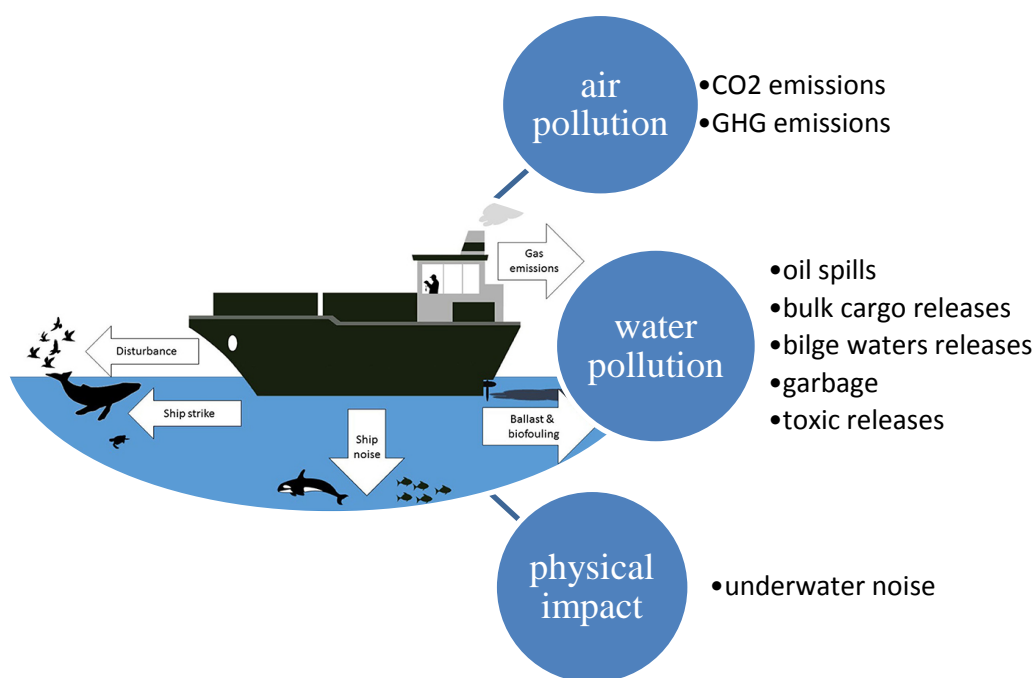 air
pollution
•CO2 emissions
•GHG emissions
Gas
emissions
Disturbance
Ship strike
Ship
noise
Ballast &
biofouling
water
pollution
•oil spills
•bulk cargo releases
•bilge waters releases
•garbage
•toxic releases
physical
impact
•underwater noise